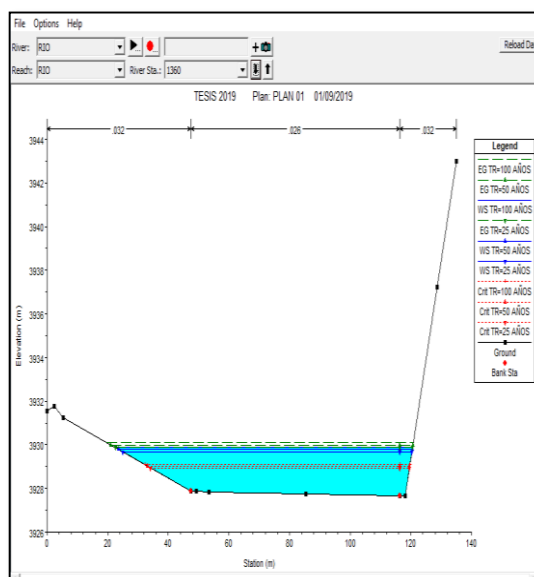 File Options Help
River: RIO
Reach: RIO River Sta.: 1360
Reload Da
TESIS 2019 Plan: PLAN 01 01/09/2019
.032 .026 .032
Legend
EG TR=100 AÑOS
EG TR=50 AÑOS
WS TR=100 AÑOS
EG TR=25 AÑOS
WS TR=50 AÑOS
WS TR=25 AÑOS
Crit TR=100 AÑOS
Crit TR=50 AÑOS
Crit TR=25 AÑOS
Ground
Bank Sta
Elevation (m)
3944
3942
3940
3938
3936
3934
3932
3930
3928
3926
0 20 40 60 80 100 120 140
Station (m)